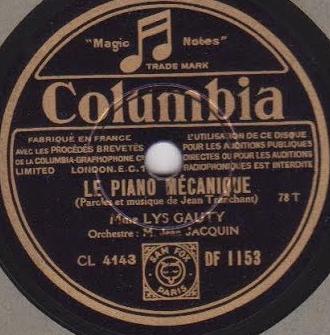 "Magic Notes"
TRADE MARK
Columbia
FABRIQUÉ EN FRANCE
AVEC LES PROCÉDÉS BREVETÉS
DE LA COLUMBIA-GRAPHOPHONE Cº
LIMITED LONDON. E.C.1
L'UTILISATION DE CE DISQUE
POUR LES AUDITIONS PUBLIQUES
DIRECTES OU POUR LES AUDITIONS
RADIOPHONIQUES EST INTERDITE
LE PIANO MÉCANIQUE
(Paroles et musique de Jean Tranchant)
78 T
Mme LYS GAUTY
Orchestre: M. Jean JACQUIN
CL 4143
SAM FOX
PARIS
DF 1153